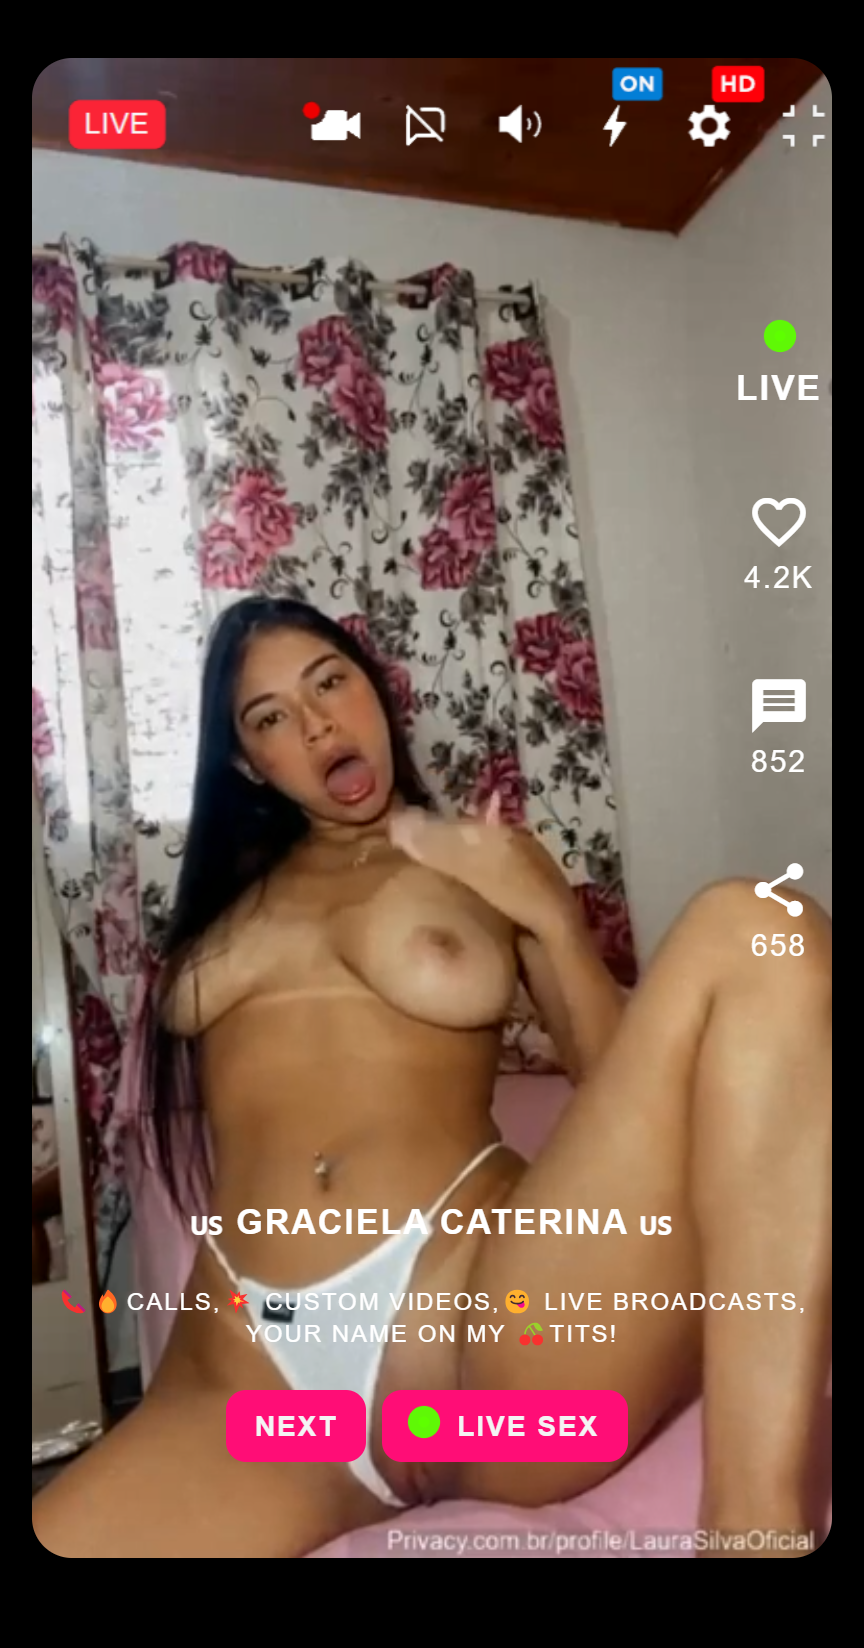 ON HD
LIVE
LIVE
4.2K
852
658
US GRACIELA CATERINA US
CALLS, CUSTOM VIDEOS, LIVE BROADCASTS,
YOUR NAME ON MY TITS!
NEXT LIVE SEX
Privacy.com.br/profile/LauraSilvaOficial